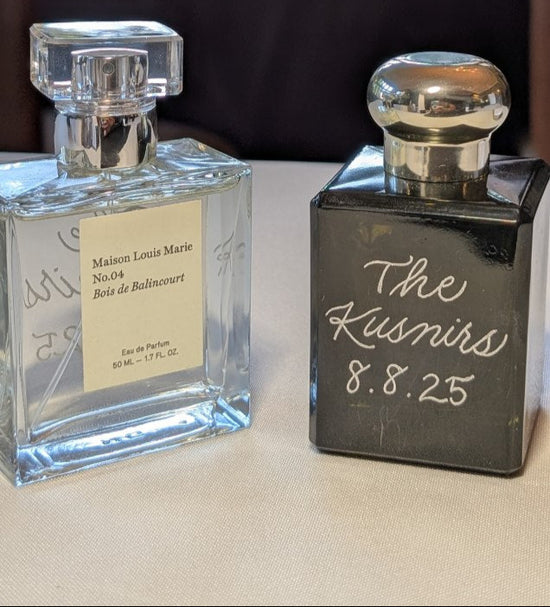 Maison Louis Marie
No.04
Bois de Balincourt
Eau de Parfum
50 ML – 1.7 FL. OZ.
The
Kusnirs
8.8.25